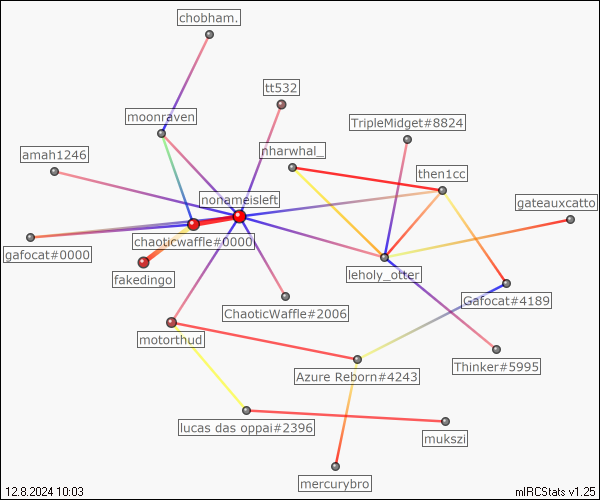 chobham.
tt532
moonraven
TripleMidget#8824
nharwhal_
amah1246
then1cc
nonameisleft
gateauxcatto
chaoticwaffle#0000
gafocat#0000
leholy_otter
fakedingo
Gafocat#4189
ChaoticWaffle#2006
motorthud
Thinker#5995
Azure Reborn#4243
lucas das oppai#2396
mukszi
mercurybro
12.8.2024 10:03
mIRCStats v1.25